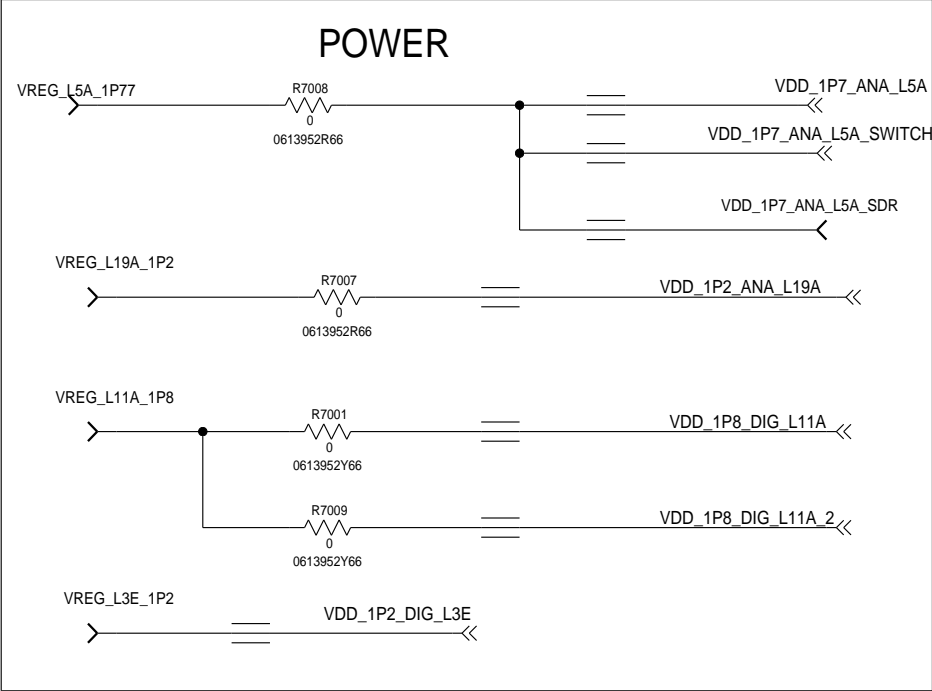 POWER
VREG_L5A_1P77
R7008
0
0613952R66
VDD_1P7_ANA_L5A
VDD_1P7_ANA_L5A_SWITCH
VDD_1P7_ANA_L5A_SDR
VREG_L19A_1P2
R7007
0
0613952R66
VDD_1P2_ANA_L19A
VREG_L11A_1P8
R7001
0
0613952Y66
VDD_1P8_DIG_L11A
R7009
0
0613952Y66
VDD_1P8_DIG_L11A_2
VREG_L3E_1P2
VDD_1P2_DIG_L3E